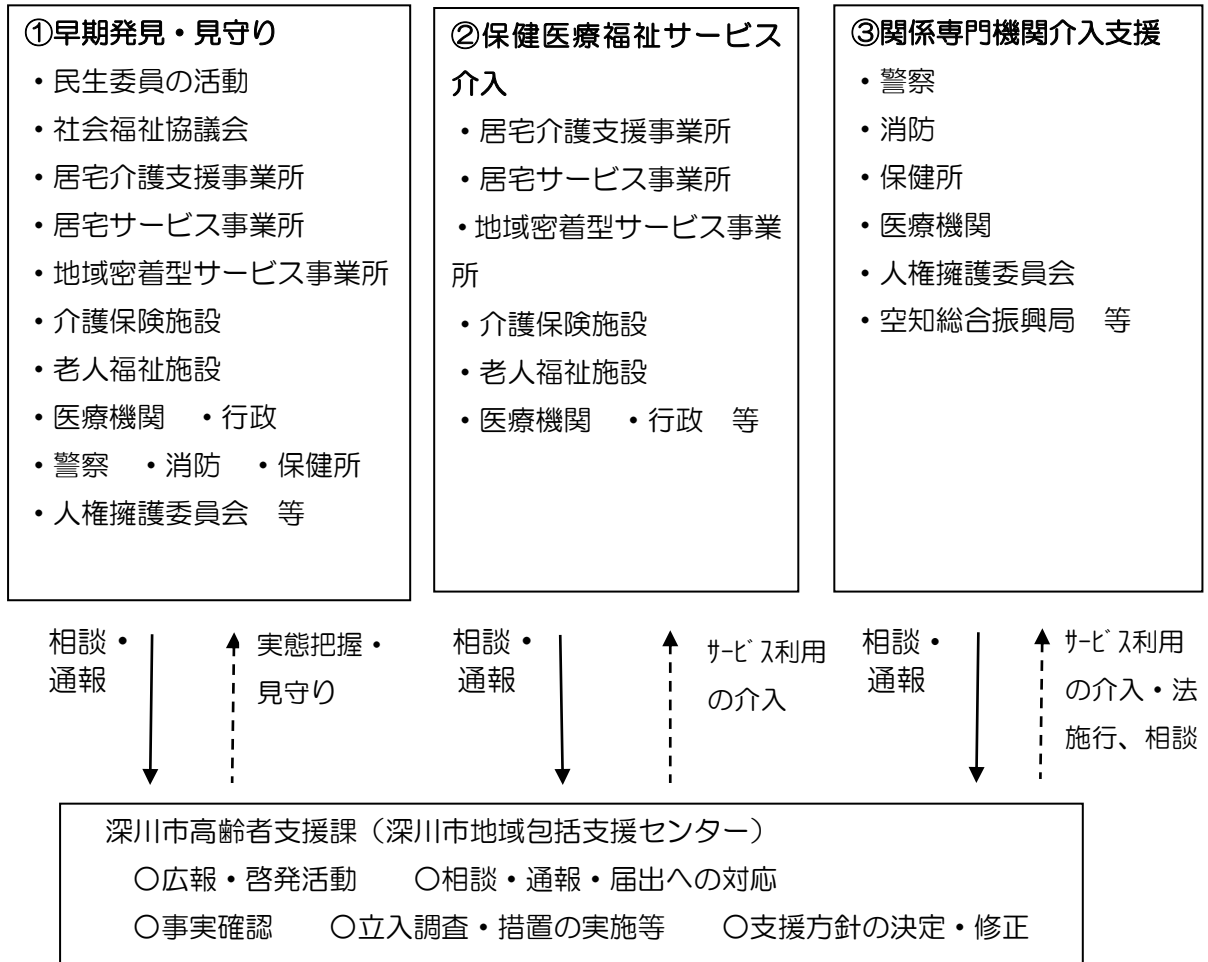 ①早期発見・見守り
・民生委員の活動
・社会福祉協議会
・居宅介護支援事業所
・居宅サービス事業所
・地域密着型サービス事業所
・介護保険施設
・老人福祉施設
・医療機関　・行政
・警察　・消防　・保健所
・人権擁護委員会　等
②保健医療福祉サービス
介入
・居宅介護支援事業所
・居宅サービス事業所
・地域密着型サービス事業
所
・介護保険施設
・老人福祉施設
・医療機関　・行政　等
③関係専門機関介入支援
・警察
・消防
・保健所
・医療機関
・人権擁護委員会
・空知総合振興局　等
相談・
通報
実態把握・
見守り
相談・
通報
ｻｰﾋﾞｽ利用
の介入
相談・
通報
ｻｰﾋﾞｽ利用
の介入・法
施行、相談
深川市高齢者支援課（深川市地域包括支援センター）
○広報・啓発活動　　○相談・通報・届出への対応
○事実確認　　○立入調査・措置の実施等　　○支援方針の決定・修正